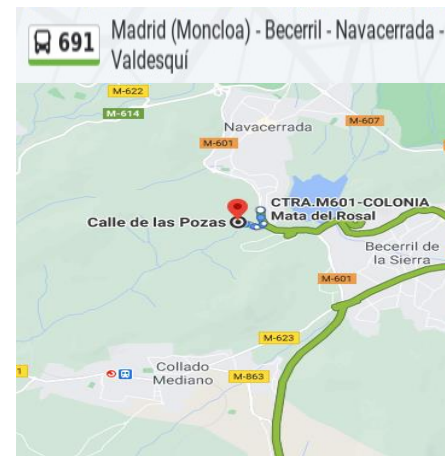 691
Madrid (Moncloa) - Becerril - Navacerrada -
Valdesquí
M-622
M-614
Navacerrada
M-607
M-601
CTRA.M601-COLONIA
Mata del Rosal
Calle de las Pozas
Becerril de
la Sierra
M-601
M-623
Collado
Mediano
M-863
1